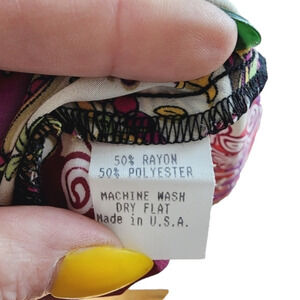 50% RAYON
50% POLYESTER
MACHINE WASH
DRY FLAT
Made in U.S.A.